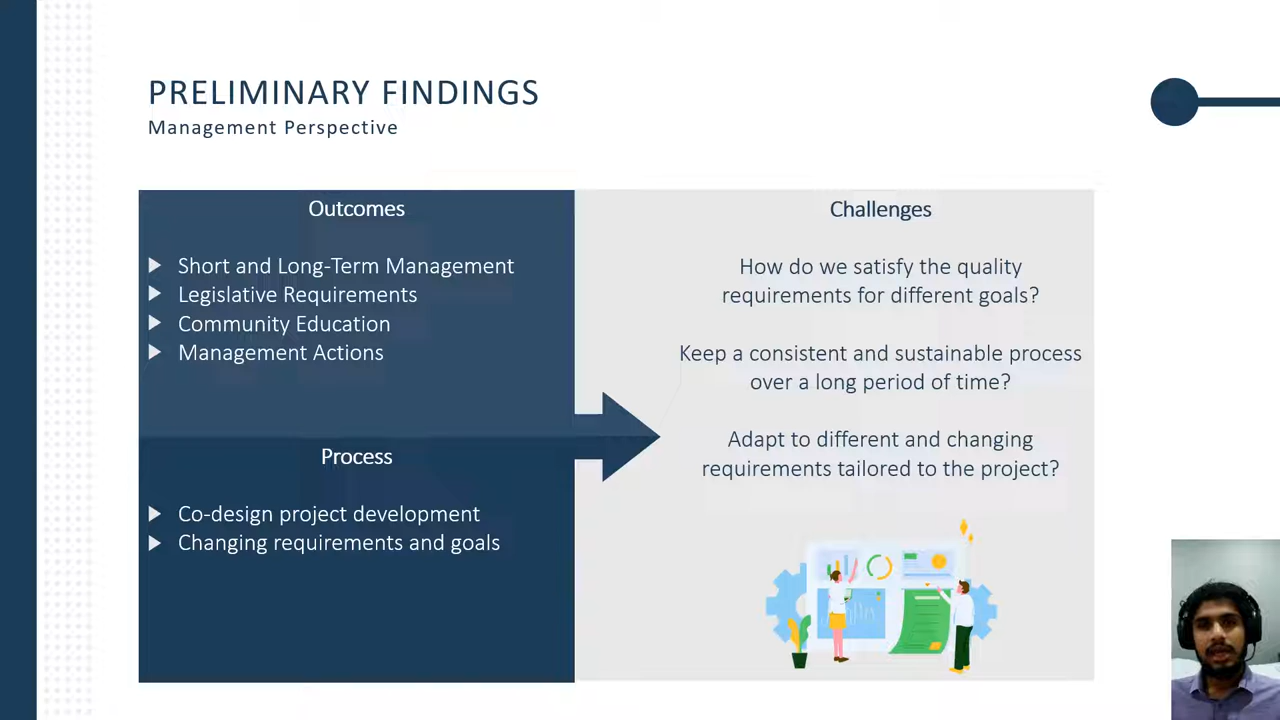 PRELIMINARY FINDINGS
Management Perspective
Outcomes
Short and Long-Term Management
Legislative Requirements
Community Education
Management Actions
Process
Co-design project development
Changing requirements and goals
Challenges
How do we satisfy the quality
requirements for different goals?
Keep a consistent and sustainable process
over a long period of time?
Adapt to different and changing
requirements tailored to the project?